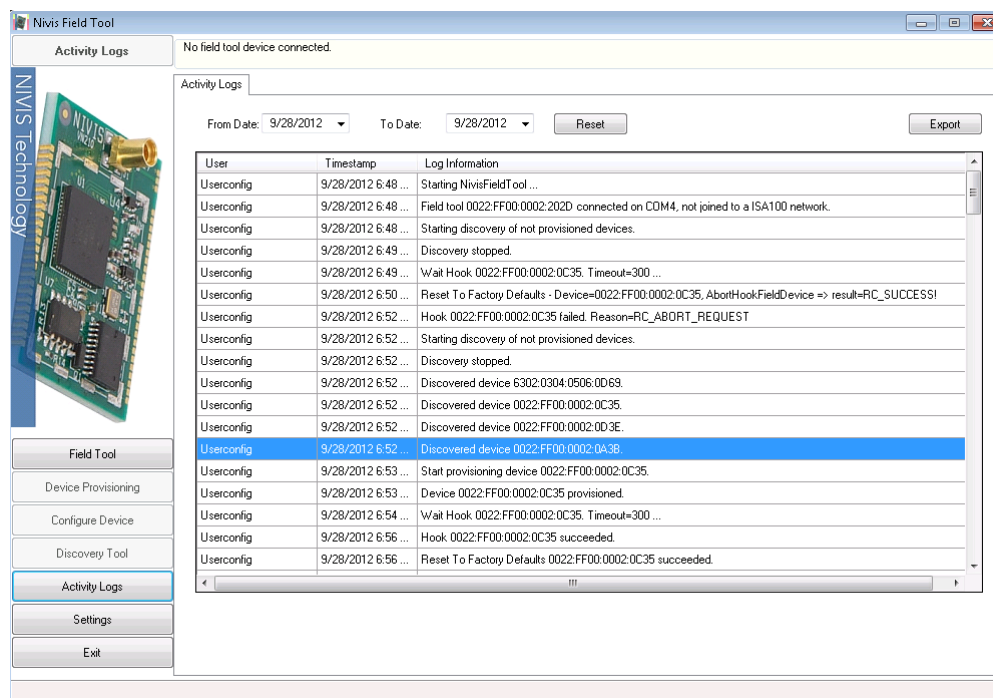 Nivis Field Tool
Activity Logs
No field tool device connected.
NIVIS Technology
NIVIS
VN210
U1
U4
U7
Activity Logs
From Date: 9/28/2012 To Date: 9/28/2012 Reset Export
User Timestamp Log Information
Userconfig 9/28/2012 6:48 ... Starting NivisFieldTool ...
Userconfig 9/28/2012 6:48 ... Field tool 0022:FF00:0002:202D connected on COM4, not joined to a ISA100 network.
Userconfig 9/28/2012 6:48 ... Starting discovery of not provisioned devices.
Userconfig 9/28/2012 6:49 ... Discovery stopped.
Userconfig 9/28/2012 6:49 ... Wait Hook 0022:FF00:0002:0C35. Timeout=300 ...
Userconfig 9/28/2012 6:50 ... Reset To Factory Defaults - Device=0022:FF00:0002:0C35, AbortHookFieldDevice => result=RC_SUCCESS!
Userconfig 9/28/2012 6:52 ... Hook 0022:FF00:0002:0C35 failed. Reason=RC_ABORT_REQUEST
Userconfig 9/28/2012 6:52 ... Starting discovery of not provisioned devices.
Userconfig 9/28/2012 6:52 ... Discovery stopped.
Userconfig 9/28/2012 6:52 ... Discovered device 6302:0304:0506:0D69.
Userconfig 9/28/2012 6:52 ... Discovered device 0022:FF00:0002:0C35.
Userconfig 9/28/2012 6:52 ... Discovered device 0022:FF00:0002:0D3E.
Userconfig 9/28/2012 6:52 ... Discovered device 0022:FF00:0002:0A3B.
Userconfig 9/28/2012 6:53 ... Start provisioning device 0022:FF00:0002:0C35.
Userconfig 9/28/2012 6:53 ... Device 0022:FF00:0002:0C35 provisioned.
Userconfig 9/28/2012 6:54 ... Wait Hook 0022:FF00:0002:0C35. Timeout=300 ...
Userconfig 9/28/2012 6:56 ... Hook 0022:FF00:0002:0C35 succeeded.
Userconfig 9/28/2012 6:56 ... Reset To Factory Defaults 0022:FF00:0002:0C35 succeeded.
Field Tool
Device Provisioning
Configure Device
Discovery Tool
Activity Logs
Settings
Exit